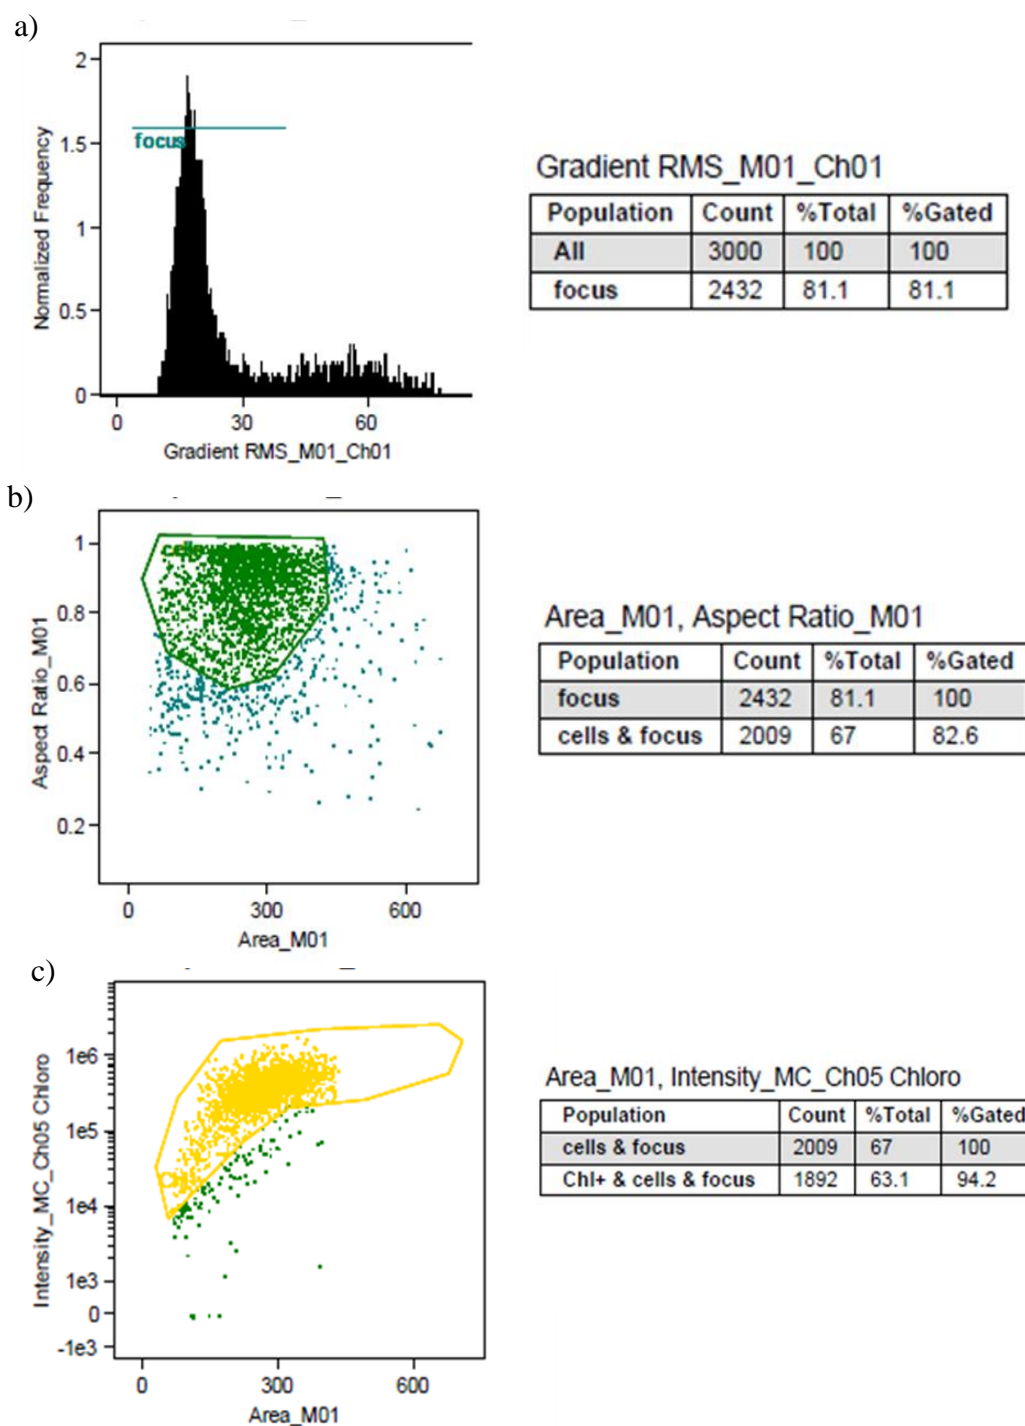 a)
2
1.5
1
0.5
0
Normalized Frequency
focus
0 30 60
Gradient RMS_M01_Ch01
Gradient RMS_M01_Ch01
Population Count %Total %Gated
All 3000 100 100
focus 2432 81.1 81.1
b)
1
0.8
0.6
0.4
0.2
Aspect Ratio_M01
cells
0 300 600
Area_M01
Area_M01, Aspect Ratio_M01
Population Count %Total %Gated
focus 2432 81.1 100
cells & focus 2009 67 82.6
c)
1e6
1e5
1e4
1e3
0
-1e3
Intensity_MC_Ch05 Chloro
0 300 600
Area_M01
Area_M01, Intensity_MC_Ch05 Chloro
Population Count %Total %Gated
cells & focus 2009 67 100
Chl+ & cells & focus 1892 63.1 94.2